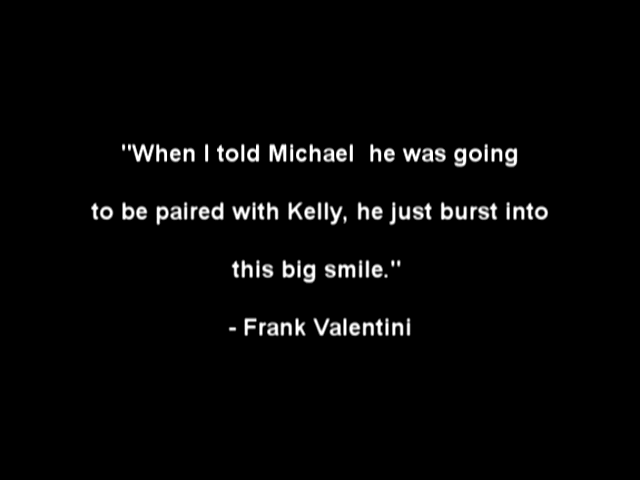 "When I told Michael  he was going
to be paired with Kelly, he just burst into
this big smile."
- Frank Valentini